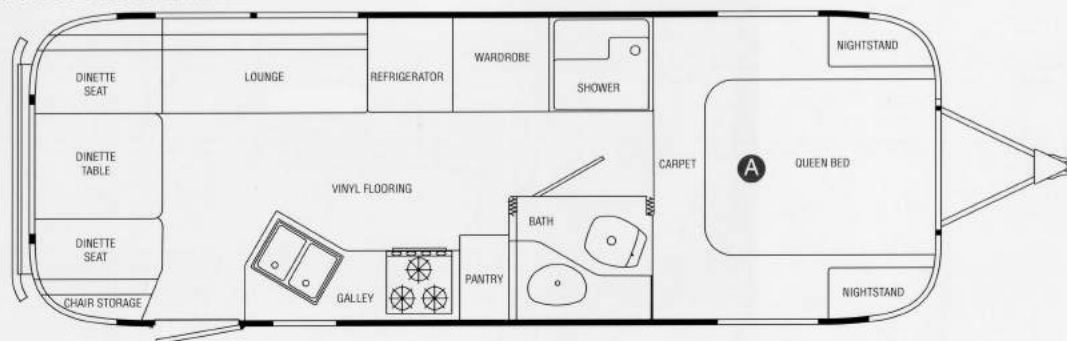 DINETTE
SEAT
LOUNGE
REFRIGERATOR
WARDROBE
SHOWER
NIGHTSTAND
DINETTE
TABLE
VINYL FLOORING
CARPET
A
QUEEN BED
BATH
DINETTE
SEAT
CHAIR STORAGE
GALLEY
PANTRY
NIGHTSTAND